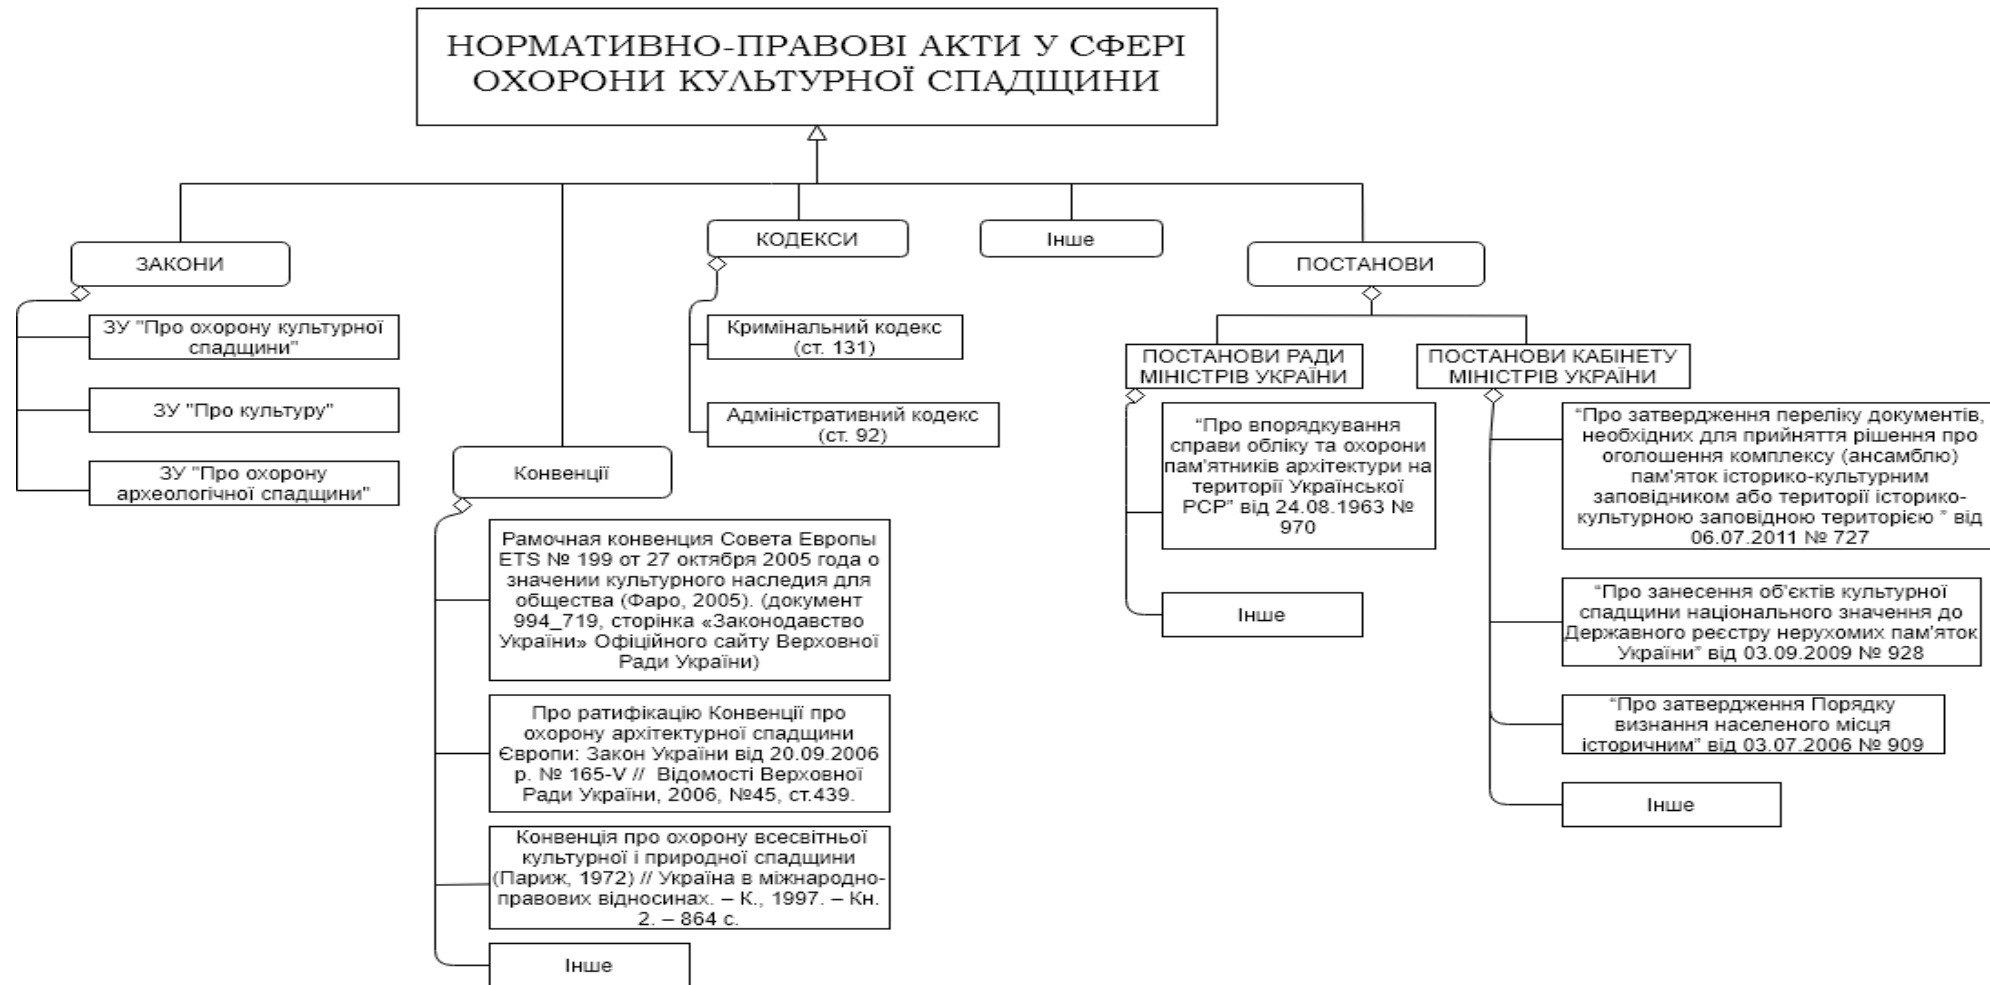 НОРМАТИВНО-ПРАВОВІ АКТИ У СФЕРІ
ОХОРОНИ КУЛЬТУРНОЇ СПАДЩИНИ
ЗАКОНИ
ЗУ "Про охорону культурної
спадщини"
ЗУ "Про культуру"
ЗУ "Про охорону
археологічної спадщини"
Конвенції
Рамочная конвенция Совета Европы
ETS № 199 от 27 октября 2005 года о
значении культурного наследия для
общества (Фаро, 2005). (документ
994_719, сторінка «Законодавство
України» Офіційного сайту Верховної
Ради України)
Про ратифікацію Конвенції про
охорону архітектурної спадщини
Європи: Закон України від 20.09.2006
р. № 165-V // Відомості Верховної
Ради України, 2006, №45, ст.439.
Конвенція про охорону всесвітньої
культурної і природної спадщини
(Париж, 1972) // Україна в міжнародно-
правових відносинах. – К., 1997. – Кн.
2. – 864 с.
Інше
КОДЕКСИ
Кримінальний кодекс
(ст. 131)
Адміністративний кодекс
(ст. 92)
Інше
ПОСТАНОВИ
ПОСТАНОВИ РАДИ
МІНІСТРІВ УКРАЇНИ
“Про впорядкування
справи обліку та охорони
пам'ятників архітектури на
території Української
РСР” від 24.08.1963 №
970
Інше
ПОСТАНОВИ КАБІНЕТУ
МІНІСТРІВ УКРАЇНИ
“Про затвердження переліку документів,
необхідних для прийняття рішення про
оголошення комплексу (ансамблю)
пам'яток історико-культурним
заповідником або території історико-
культурною заповідною територією ” від
06.07.2011 № 727
“Про занесення об'єктів культурної
спадщини національного значення до
Державного реєстру нерухомих пам'яток
України” від 03.09.2009 № 928
“Про затвердження Порядку
визнання населеного місця
історичним” від 03.07.2006 № 909
Інше